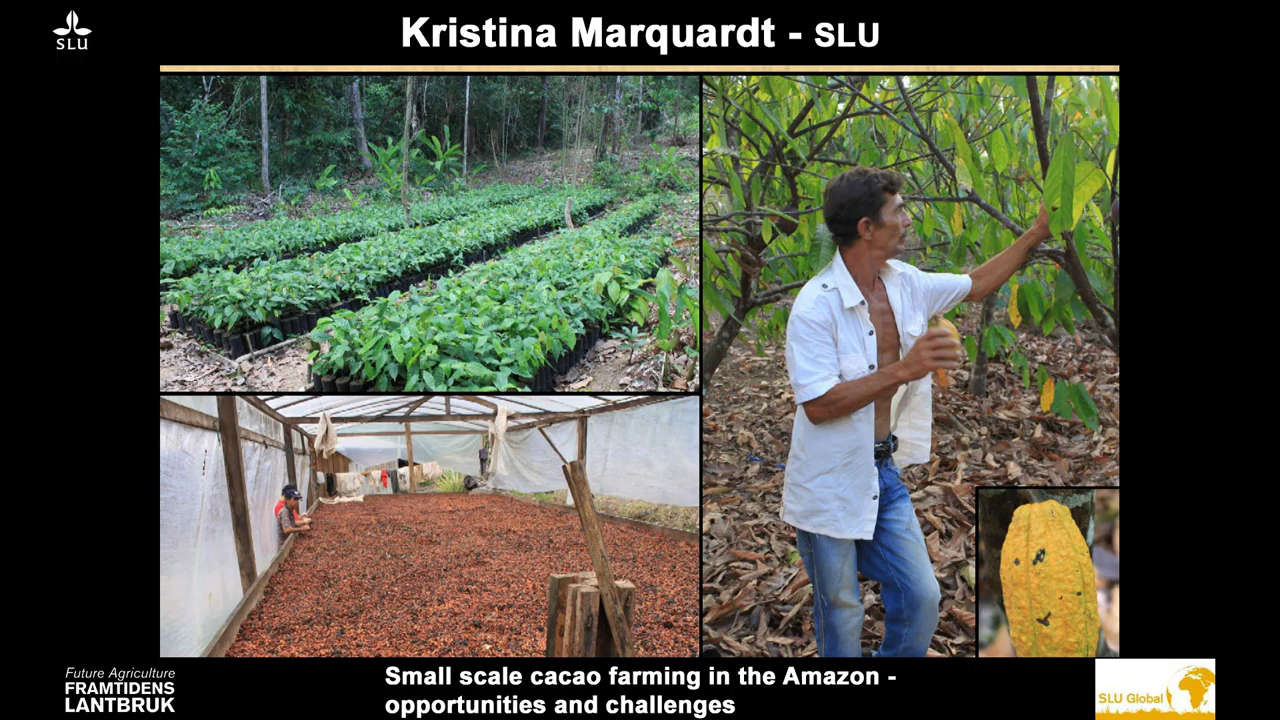 SLU
Kristina Marquardt - SLU
Future Agriculture
FRAMTIDENS
LANTBRUK
Small scale cacao farming in the Amazon -
opportunities and challenges
SLU Global